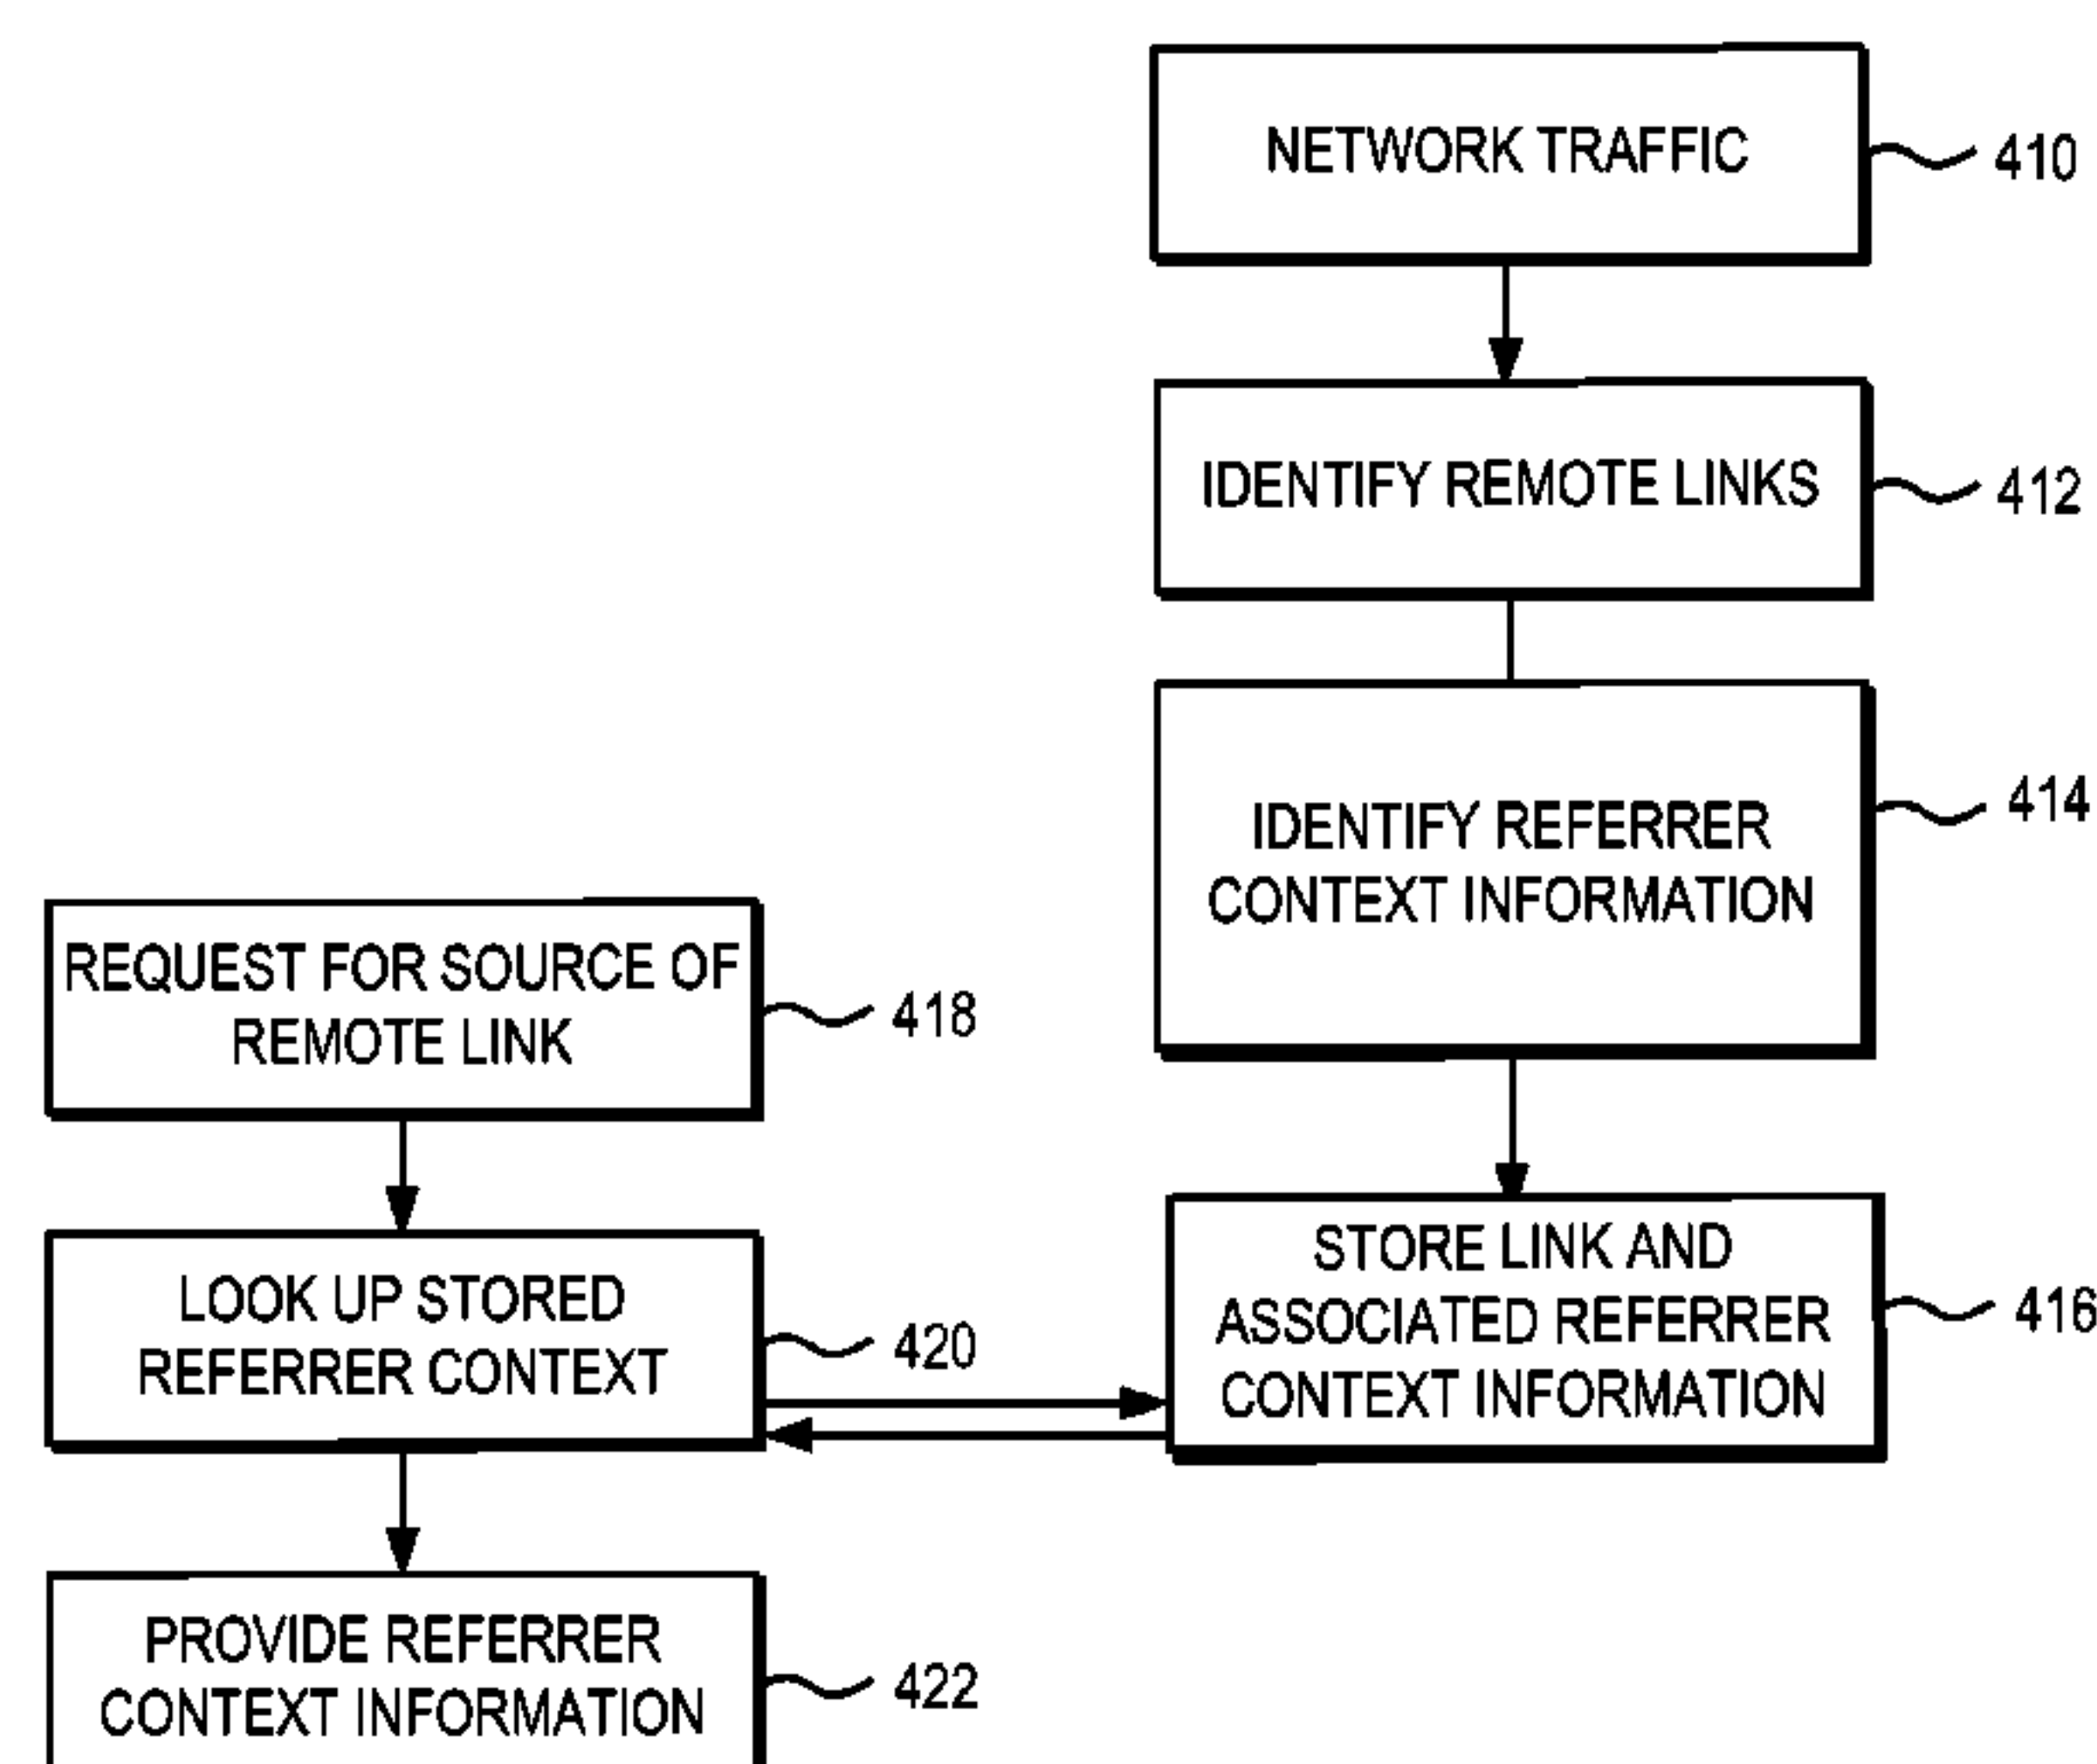 NETWORK TRAFFIC
410
IDENTIFY REMOTE LINKS
412
IDENTIFY REFERRER
CONTEXT INFORMATION
414
REQUEST FOR SOURCE OF
REMOTE LINK
418
STORE LINK AND
ASSOCIATED REFERRER
CONTEXT INFORMATION
416
LOOK UP STORED
REFERRER CONTEXT
420
PROVIDE REFERRER
CONTEXT INFORMATION
422